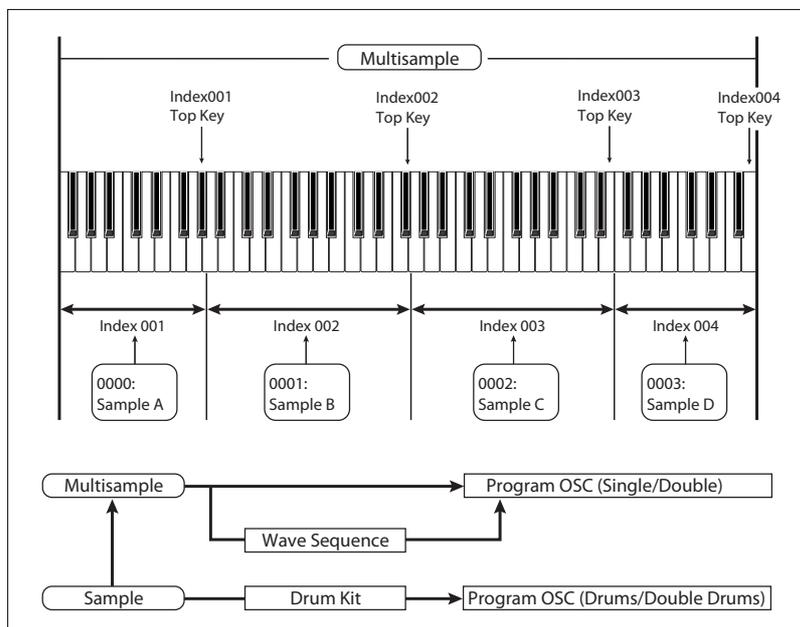 Multisample
Index001
Top Key
Index002
Top Key
Index003
Top Key
Index004
Top Key
Index 001
Index 002
Index 003
Index 004
0000:
Sample A
0001:
Sample B
0002:
Sample C
0003:
Sample D
Multisample
Program OSC (Single/Double)
Wave Sequence
Sample
Drum Kit
Program OSC (Drums/Double Drums)